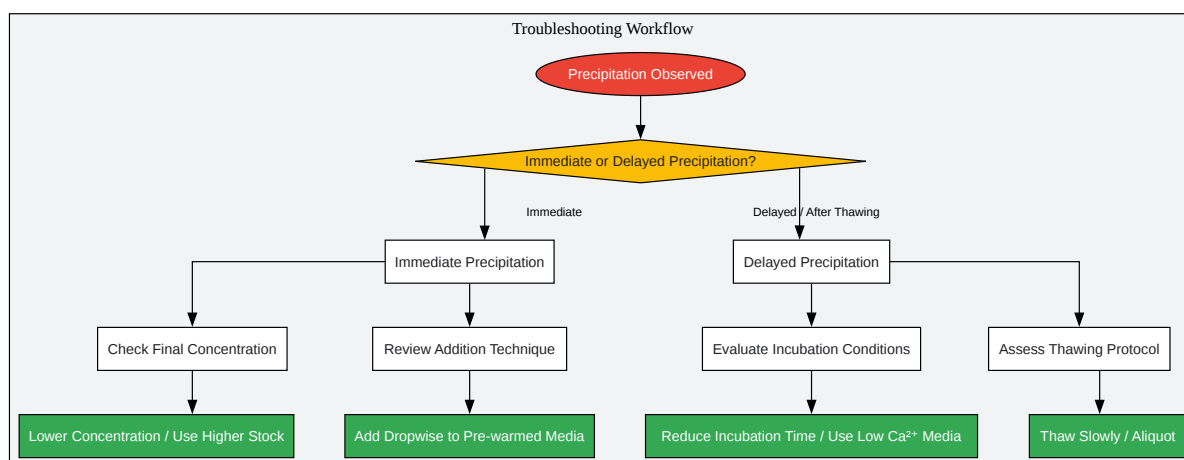 Troubleshooting Workflow
Precipitation Observed
Immediate or Delayed Precipitation?
Immediate
Delayed / After Thawing
Immediate Precipitation
Delayed Precipitation
Check Final Concentration
Review Addition Technique
Evaluate Incubation Conditions
Assess Thawing Protocol
Lower Concentration / Use Higher Stock
Add Dropwise to Pre-warmed Media
Reduce Incubation Time / Use Low Ca²⁺ Media
Thaw Slowly / Aliquot